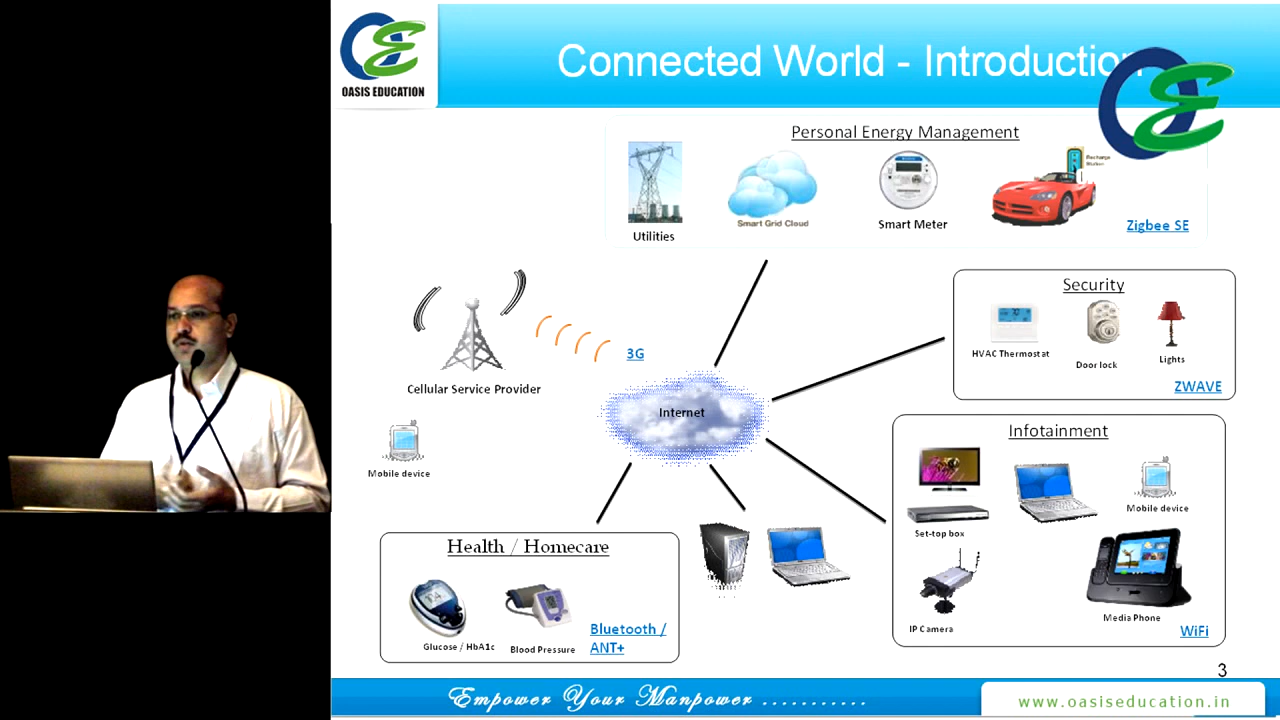 OASIS EDUCATION
Connected World - Introduction
Personal Energy Management
Recharge
Station
Utilities
Smart Grid Cloud
Smart Meter
Zigbee SE
Security
HVAC Thermostat
Door lock
Lights
ZWAVE
3G
Cellular Service Provider
Internet
Mobile device
Infotainment
Set-top box
Mobile device
IP Camera
Media Phone
WiFi
Health / Homecare
Glucose / HbA1c
Blood Pressure
Bluetooth /
ANT+
3
Empower Your Manpower ...........
www.oasiseducation.in